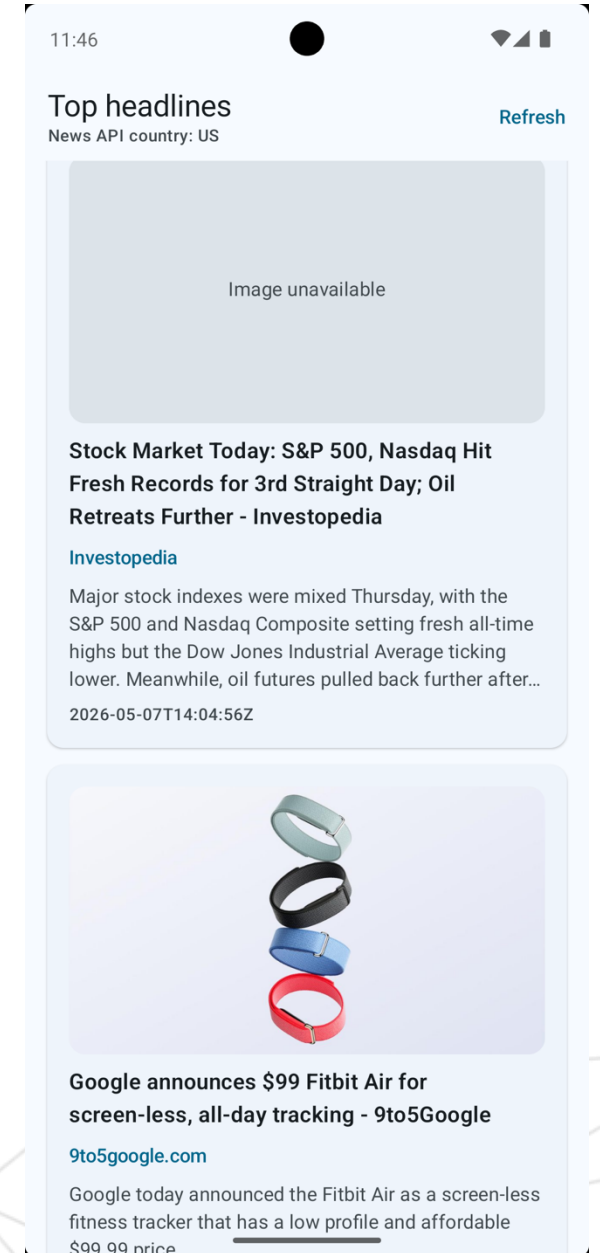 11:46
Top headlines
News API country: US
Refresh
Image unavailable
Stock Market Today: S&P 500, Nasdaq Hit
Fresh Records for 3rd Straight Day; Oil
Retreats Further - Investopedia
Investopedia
Major stock indexes were mixed Thursday, with the
S&P 500 and Nasdaq Composite setting fresh all-time
highs but the Dow Jones Industrial Average ticking
lower. Meanwhile, oil futures pulled back further after…
2026-05-07T14:04:56Z
Google announces $99 Fitbit Air for
screen-less, all-day tracking - 9to5Google
9to5google.com
Google today announced the Fitbit Air as a screen-less
fitness tracker that has a low profile and affordable
$99.99 price